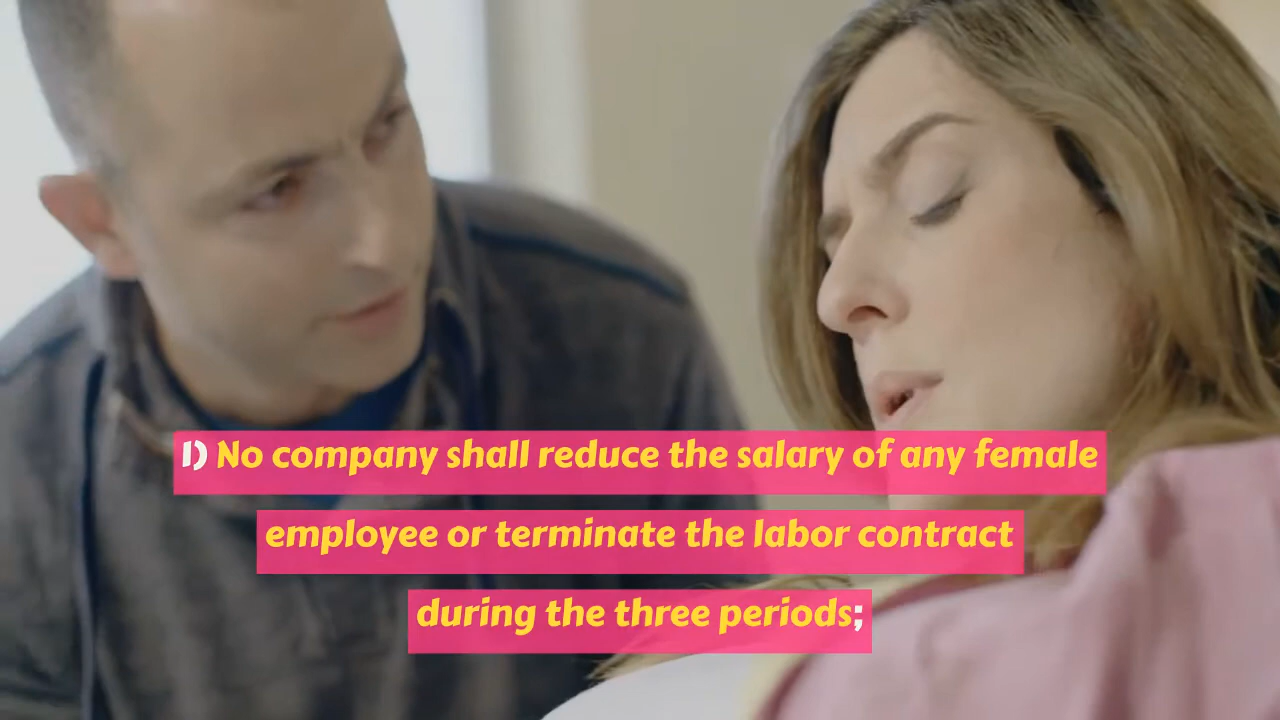 1) No company shall reduce the salary of any female
employee or terminate the labor contract
during the three periods;